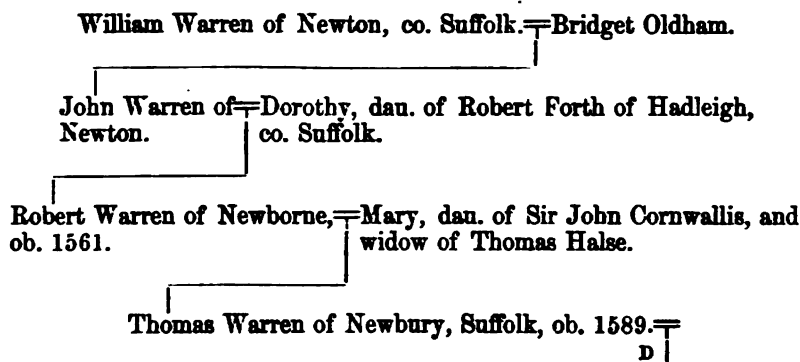 William Warren of Newton, co. Suffolk.=Bridget Oldham.
John Warren of=Dorothy, dau. of Robert Forth of Hadleigh,
Newton. co. Suffolk.
Robert Warren of Newborne,=Mary, dau. of Sir John Cornwallis, and
ob. 1561. widow of Thomas Halse.
Thomas Warren of Newbury, Suffolk, ob. 1589.=
D